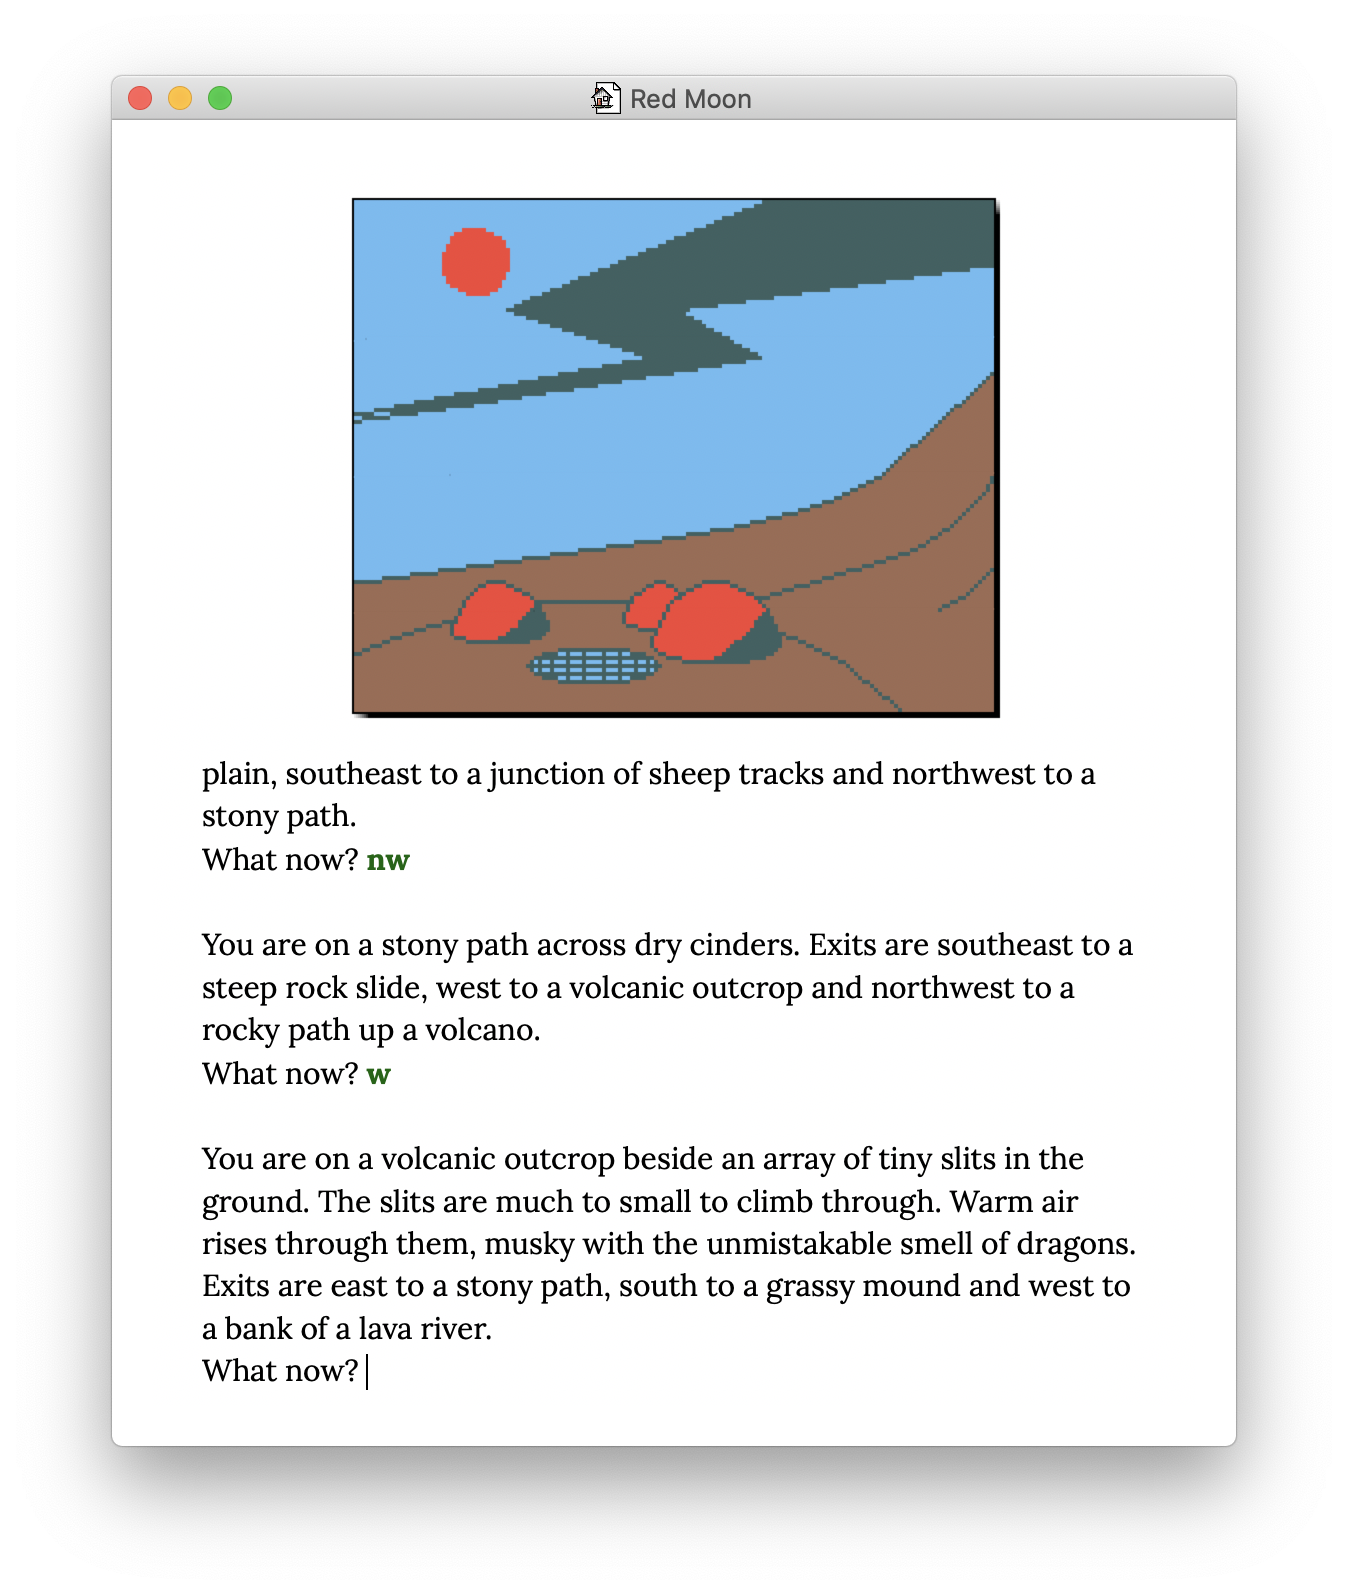 Red Moon
plain, southeast to a junction of sheep tracks and northwest to a
stony path.
What now? nw
You are on a stony path across dry cinders. Exits are southeast to a
steep rock slide, west to a volcanic outcrop and northwest to a
rocky path up a volcano.
What now? w
You are on a volcanic outcrop beside an array of tiny slits in the
ground. The slits are much to small to climb through. Warm air
rises through them, musky with the unmistakable smell of dragons.
Exits are east to a stony path, south to a grassy mound and west to
a bank of a lava river.
What now?